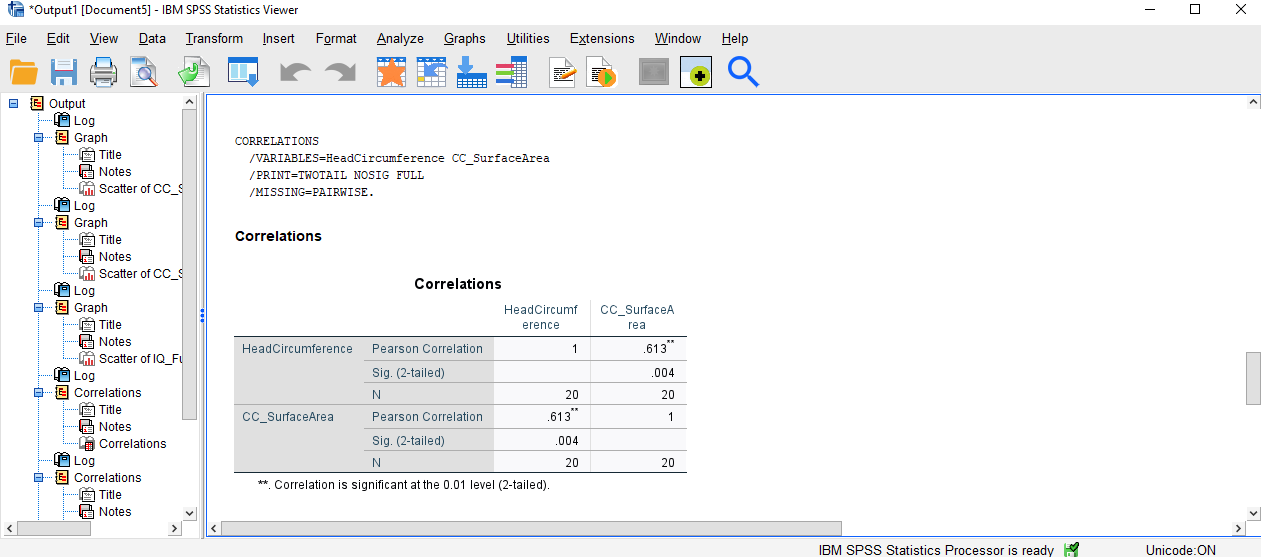 *Output1 [Document5] - IBM SPSS Statistics Viewer
File Edit View Data Transform Insert Format Analyze Graphs Utilities Extensions Window Help
Output
Log
Graph
Title
Notes
Scatter of CC_S
Log
Graph
Title
Notes
Scatter of CC_S
Log
Graph
Title
Notes
Scatter of IQ_Fu
Log
Correlations
Title
Notes
Correlations
Log
Correlations
Title
Notes
CORRELATIONS
/VARIABLES=HeadCircumference CC_SurfaceArea
/PRINT=TWOTAIL NOSIG FULL
/MISSING=PAIRWISE.
Correlations
Correlations
HeadCircumf CC_SurfaceA
erence rea
HeadCircumference Pearson Correlation 1 .613**
Sig. (2-tailed) .004
N 20 20
CC_SurfaceArea Pearson Correlation .613** 1
Sig. (2-tailed) .004
N 20 20
**. Correlation is significant at the 0.01 level (2-tailed).
IBM SPSS Statistics Processor is ready Unicode:ON